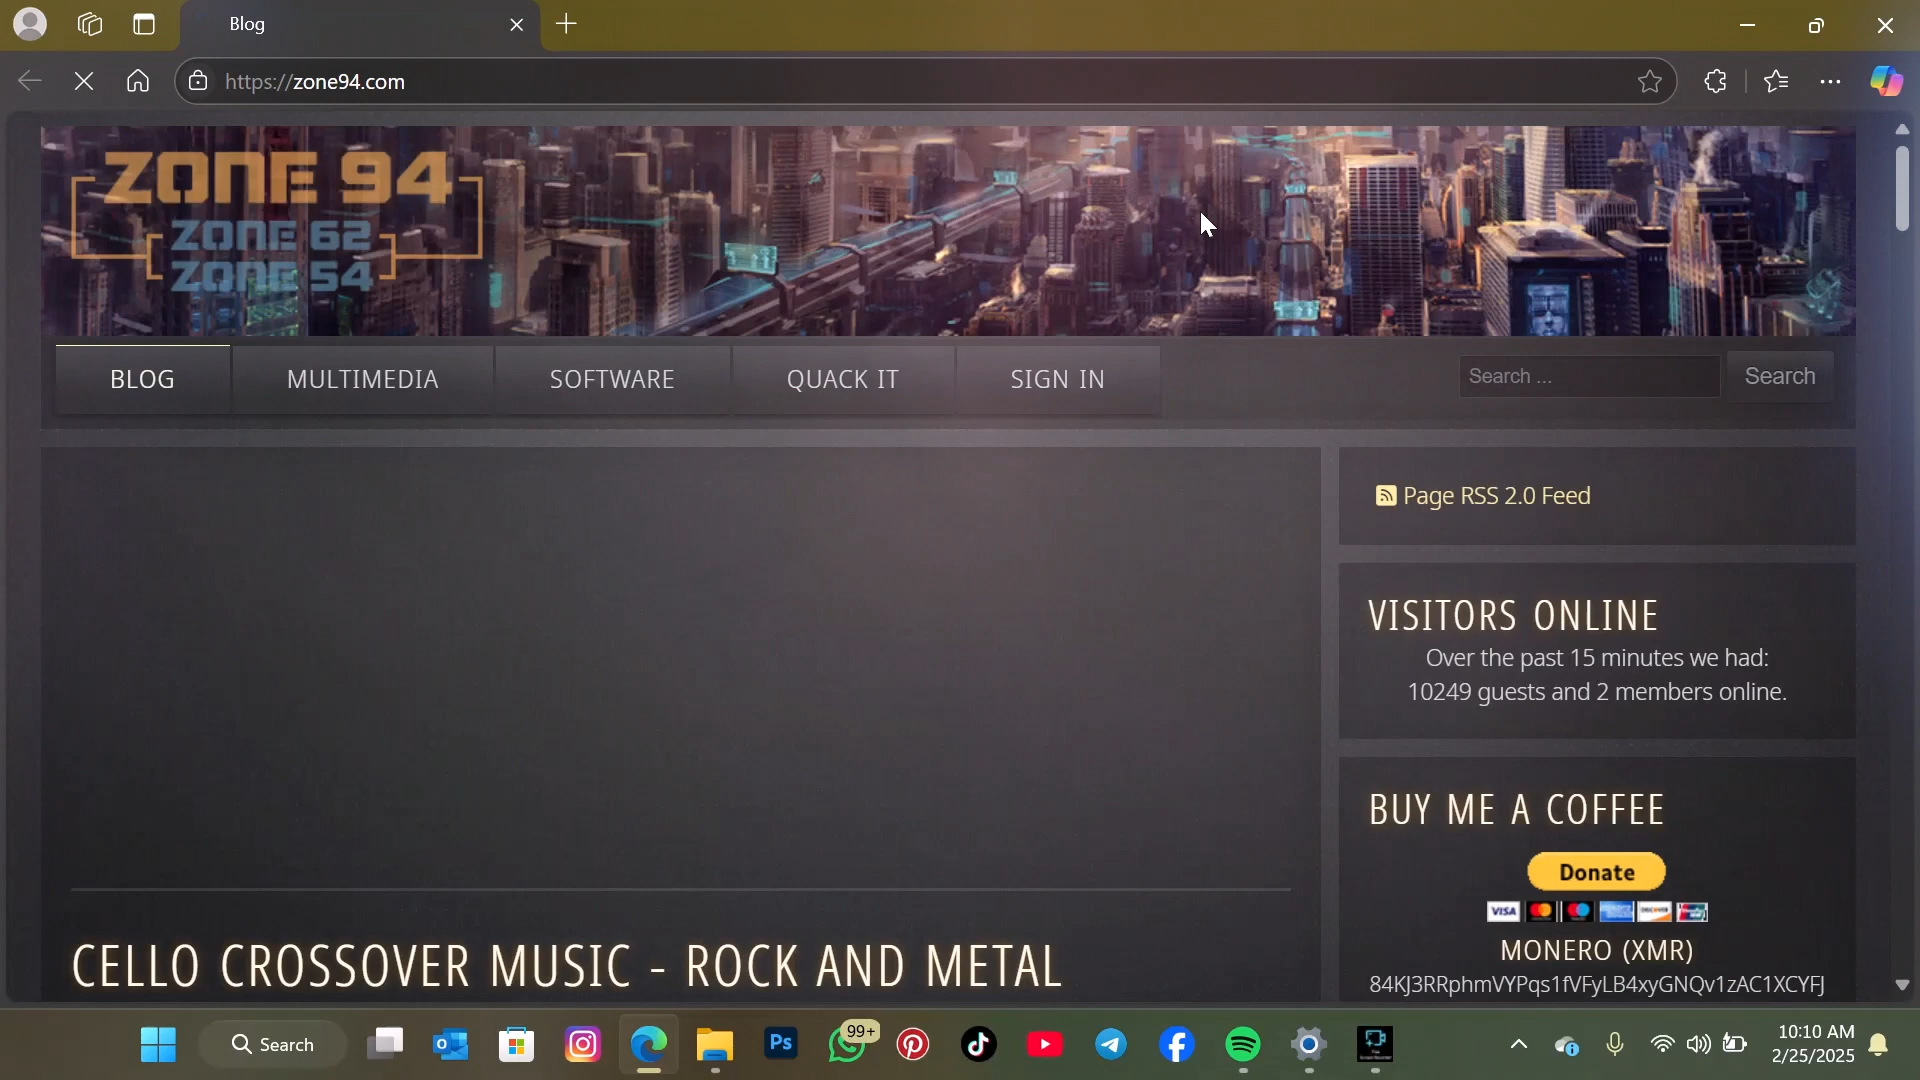 Blog
https://zone94.com
ZONE 94
ZONE 62
ZONE 54
BLOG
MULTIMEDIA
SOFTWARE
QUACK IT
SIGN IN
Search ...
Search
Page RSS 2.0 Feed
VISITORS ONLINE
Over the past 15 minutes we had:
10249 guests and 2 members online.
BUY ME A COFFEE
Donate
VISA
MONERO (XMR)
84KJ3RRphmVYPqs1fVFyLB4xyGNQv1zAC1XCYFJ
CELLO CROSSOVER MUSIC - ROCK AND METAL
Search
Ps
99+
10:10 AM
2/25/2025